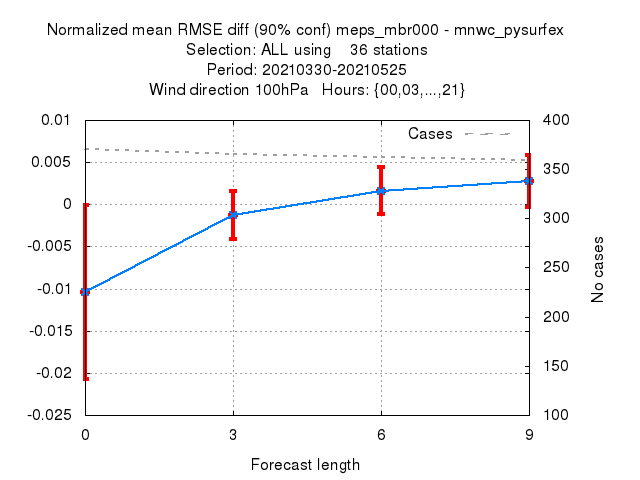 Normalized mean RMSE diff (90% conf) meps_mbr000 - mnwc_pysurfex
Selection: ALL using    36 stations
Period: 20210330-20210525
Wind direction 100hPa   Hours: {00,03,...,21}
0.01
0.005
0
-0.005
-0.01
-0.015
-0.02
-0.025
400
350
300
250
200
150
100
Cases
No cases
0
3
6
9
Forecast length